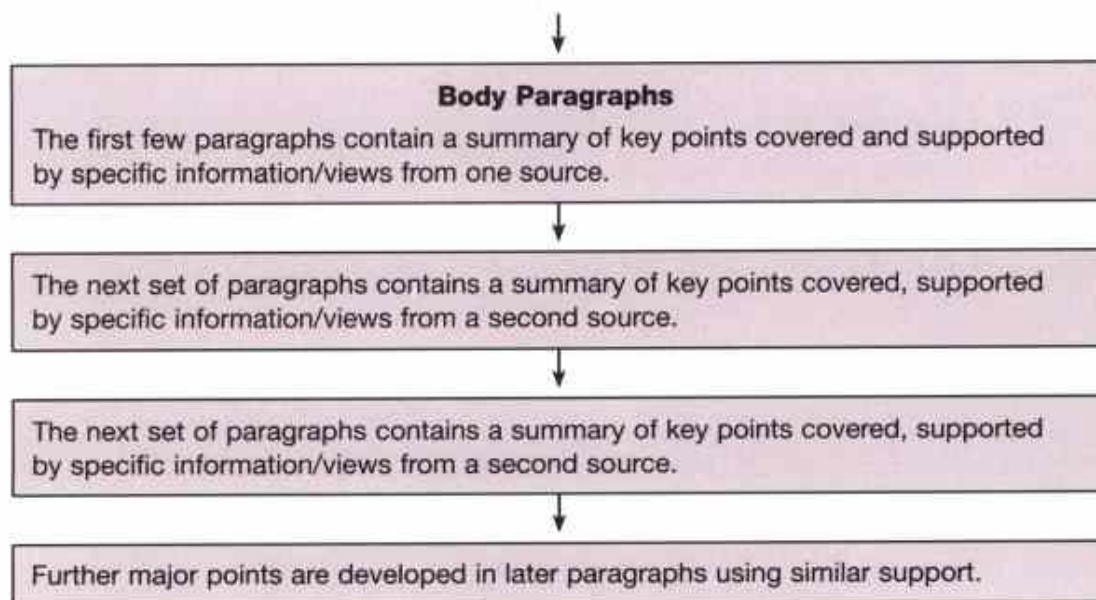 Body Paragraphs
The first few paragraphs contain a summary of key points covered and supported
by specific information/views from one source.
The next set of paragraphs contains a summary of key points covered, supported
by specific information/views from a second source.
The next set of paragraphs contains a summary of key points covered, supported
by specific information/views from a second source.
Further major points are developed in later paragraphs using similar support.